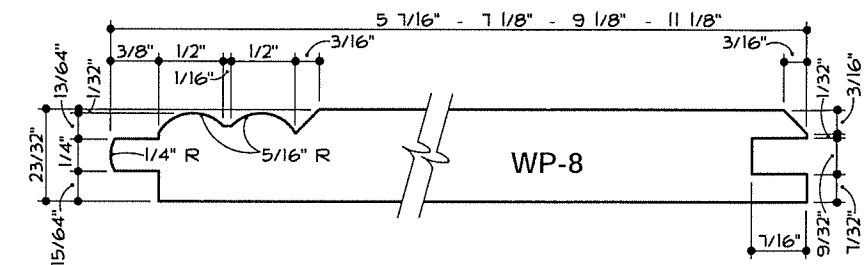 5 7/16" - 7 1/8" - 9 1/8" - 11 1/8"
3/8" 1/2" 1/2" 3/16" 3/16"
1/16"
13/64" 1/32" 1/32" 3/16"
23/32" 1/4" 1/4" R 5/16" R WP-8
15/64" 7/16" 9/32" 7/32"